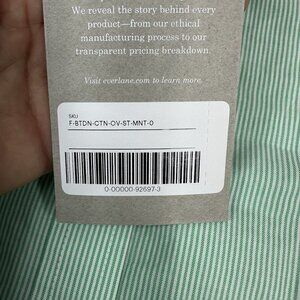 We reveal the story behind every
product—from our ethical
manufacturing process to our
transparent pricing breakdown.
Visit everlane.com to learn more.
SKU
F-BTDN-CTN-OV-ST-MNT-0
0-00000-92697-3